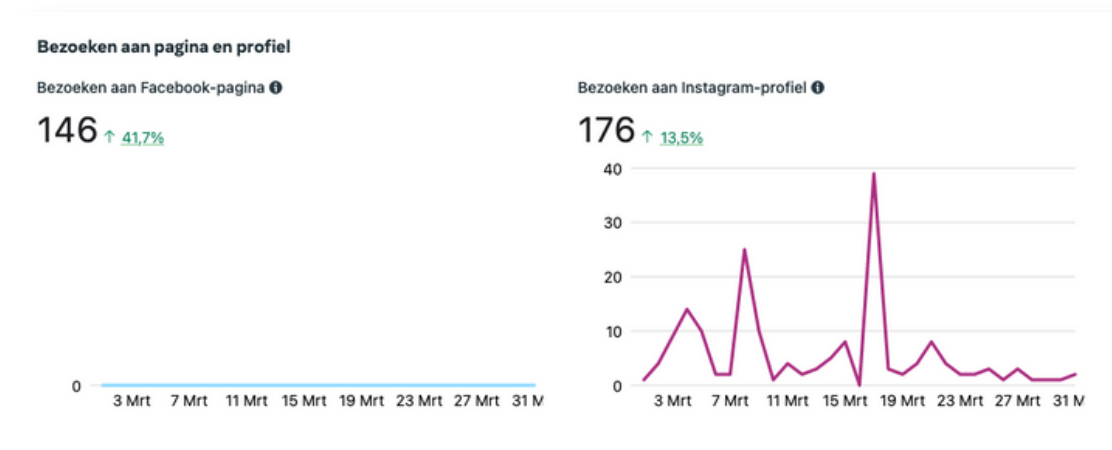 Bezoeken aan pagina en profiel
Bezoeken aan Facebook-pagina
146 ↑ 41,7%
0
3 Mrt 7 Mrt 11 Mrt 15 Mrt 19 Mrt 23 Mrt 27 Mrt 31 M
Bezoeken aan Instagram-profiel
176 ↑ 13,5%
40
30
20
10
0
3 Mrt 7 Mrt 11 Mrt 15 Mrt 19 Mrt 23 Mrt 27 Mrt 31 M